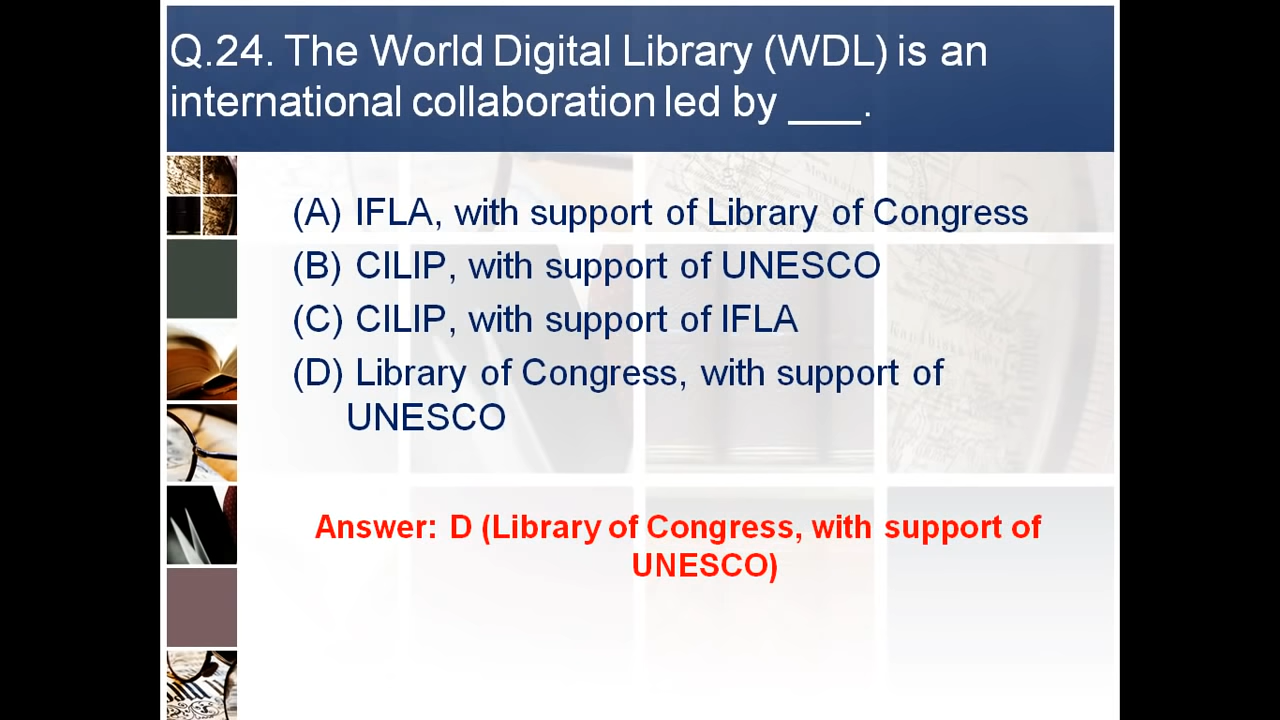 Q.24. The World Digital Library (WDL) is an
international collaboration led by ___.
(A) IFLA, with support of Library of Congress
(B) CILIP, with support of UNESCO
(C) CILIP, with support of IFLA
(D) Library of Congress, with support of
UNESCO
Answer: D (Library of Congress, with support of
UNESCO)